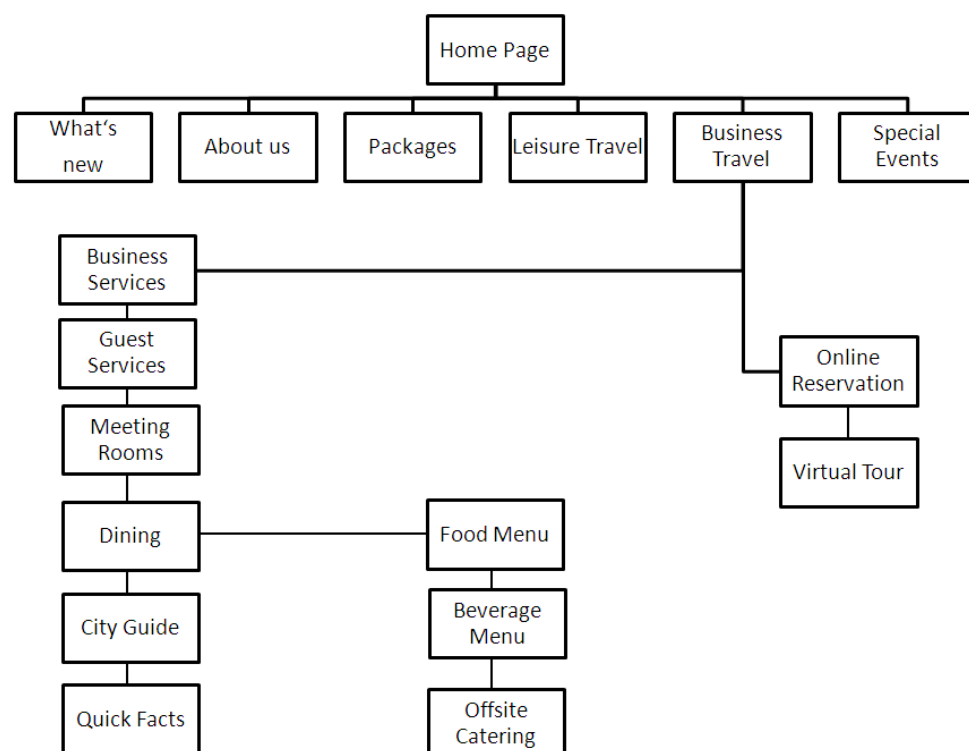 Home Page
What‘s
new
About us
Packages
Leisure Travel
Business
Travel
Special
Events
Business
Services
Guest
Services
Online
Reservation
Meeting
Rooms
Virtual Tour
Dining
Food Menu
City Guide
Beverage
Menu
Quick Facts
Offsite
Catering